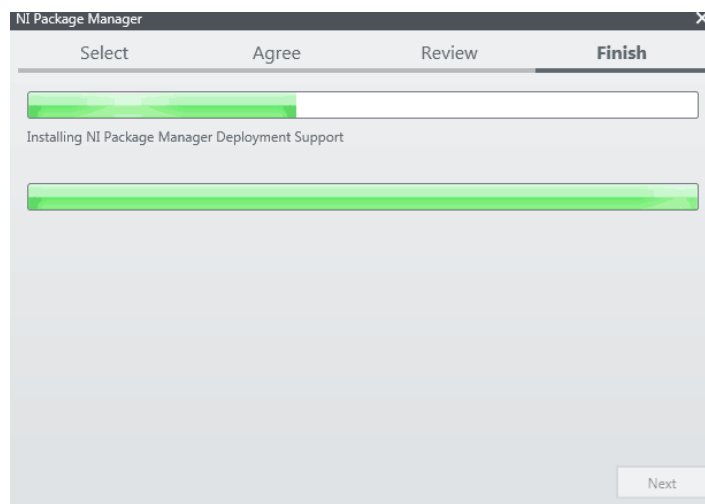 NI Package Manager
Select Agree Review Finish
Installing NI Package Manager Deployment Support
Next